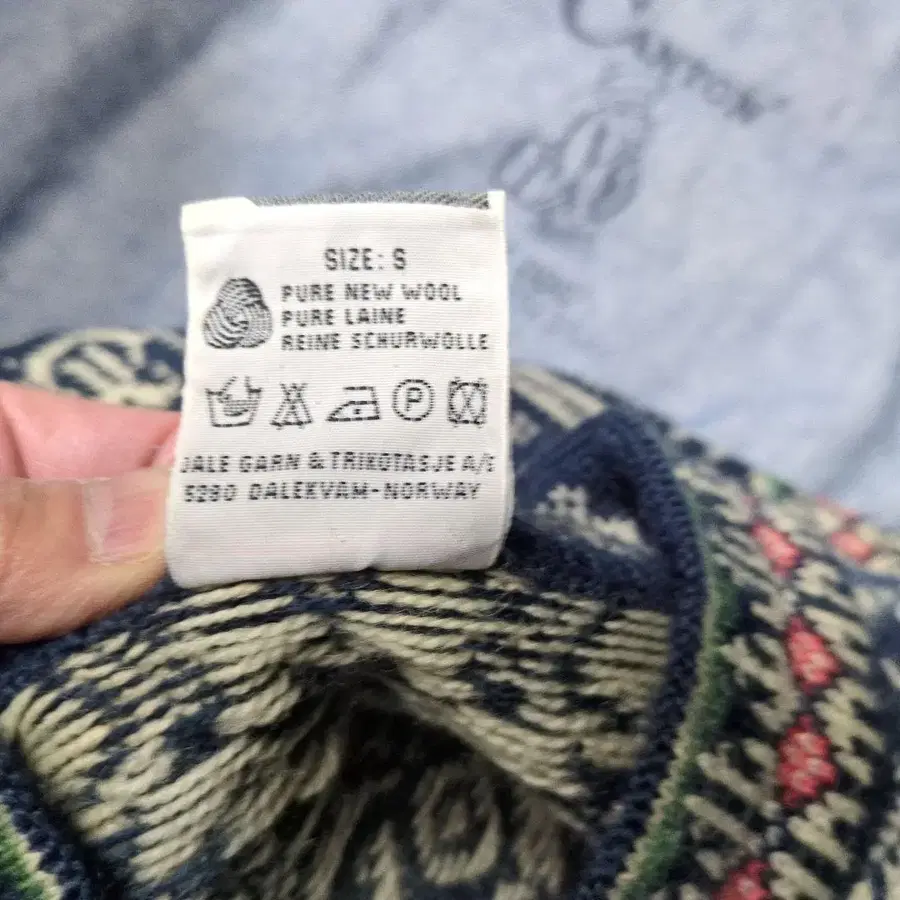 SIZE: S
PURE NEW WOOL
PURE LAINE
REINE SCHURWOLLE
P
DALE GARN & TRIKOTASJE A/S
5280 DALEKVAM-NORWAY